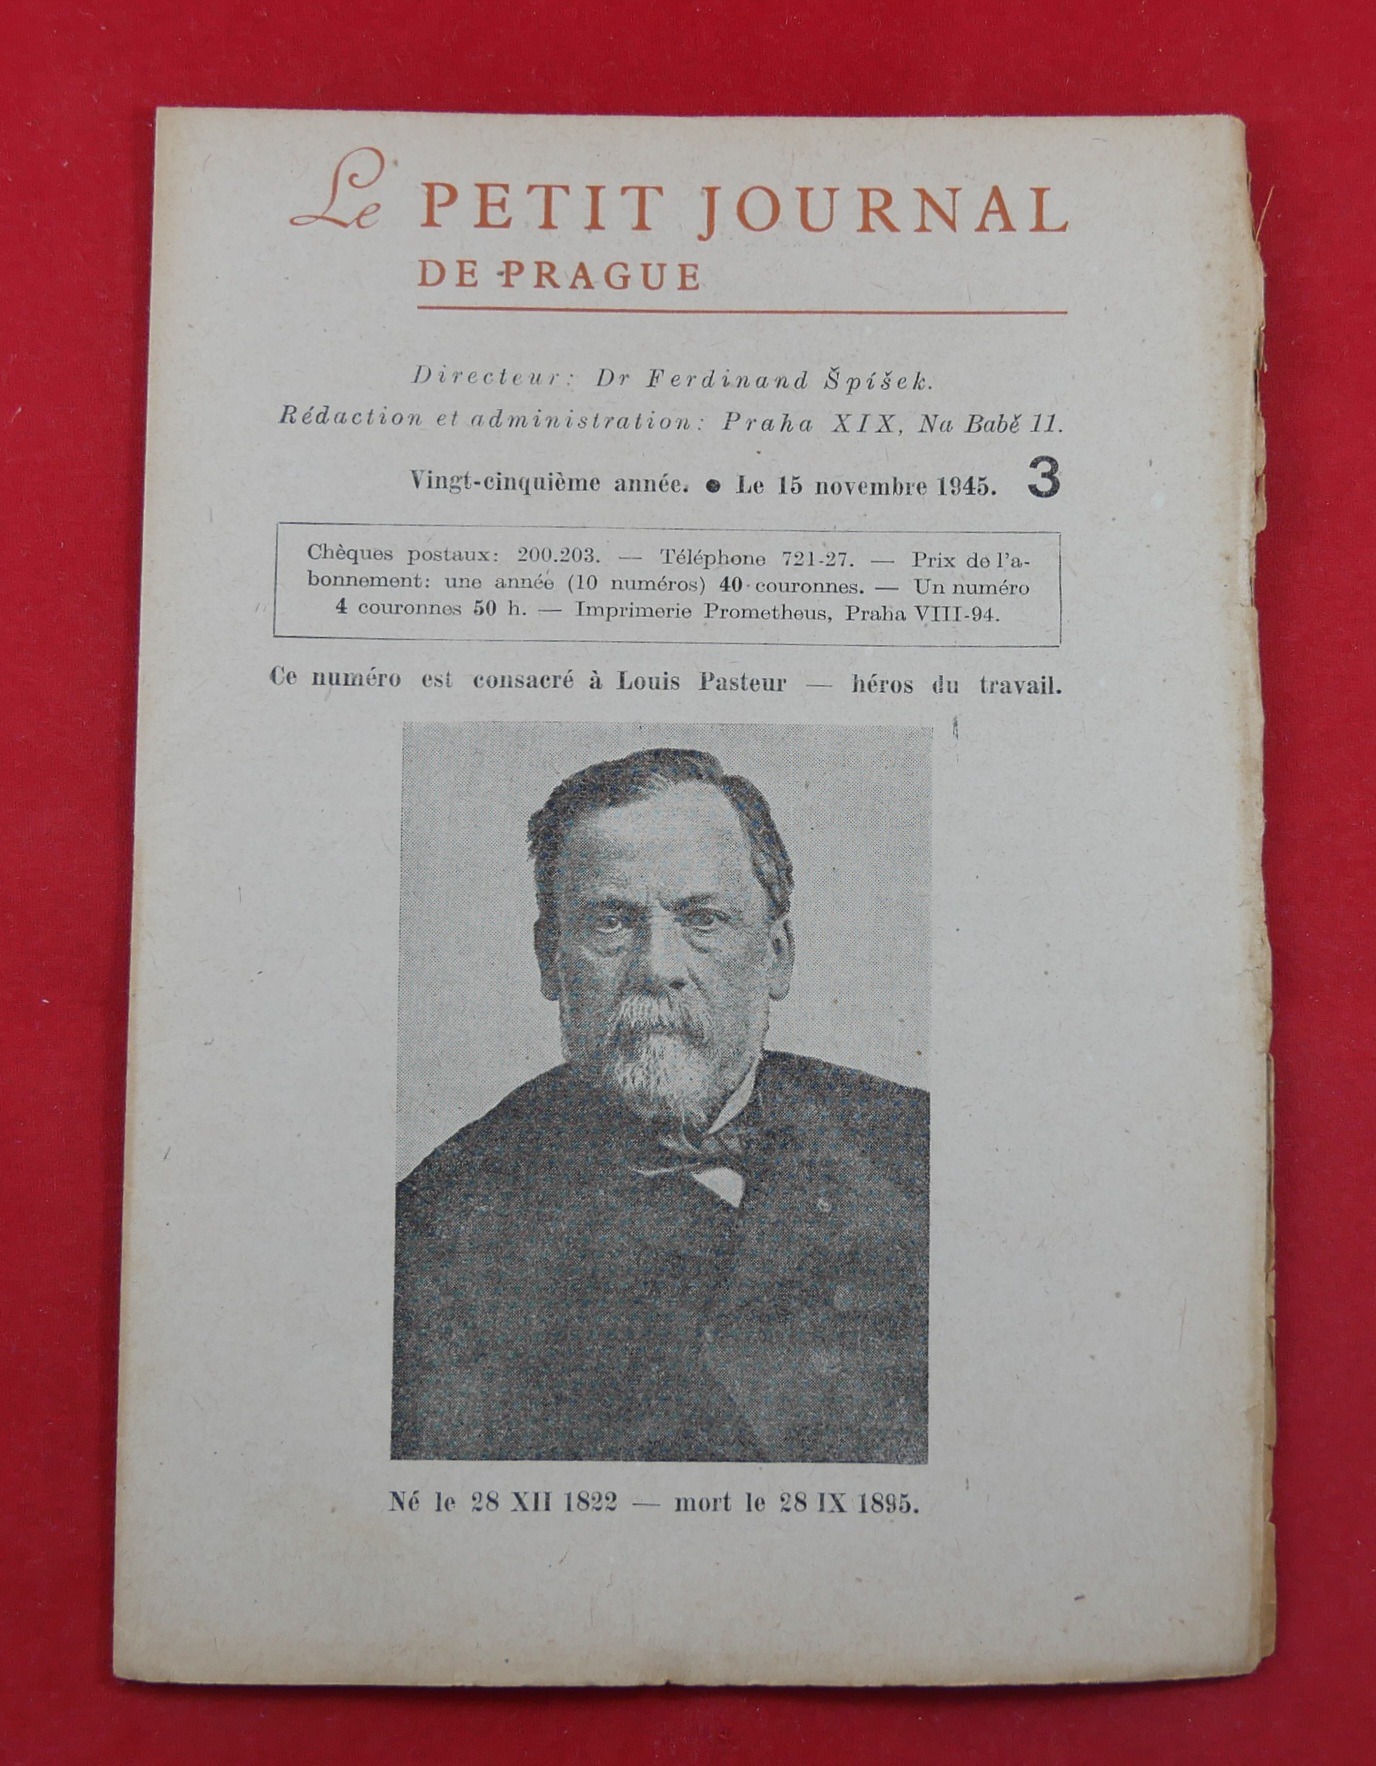 Le PETIT JOURNAL
DE PRAGUE
Directeur: Dr Ferdinand Špíšek.
Rédaction et administration: Praha XIX, Na Babě 11.
Vingt-cinquième année. ● Le 15 novembre 1945. 3
Chèques postaux: 200.203. — Téléphone 721-27. — Prix de l'a-
bonnement: une année (10 numéros) 40 couronnes. — Un numéro
4 couronnes 50 h. — Imprimerie Prometheus, Praha VIII-94.
Ce numéro est consacré à Louis Pasteur — héros du travail.
Né le 28 XII 1822 — mort le 28 IX 1895.